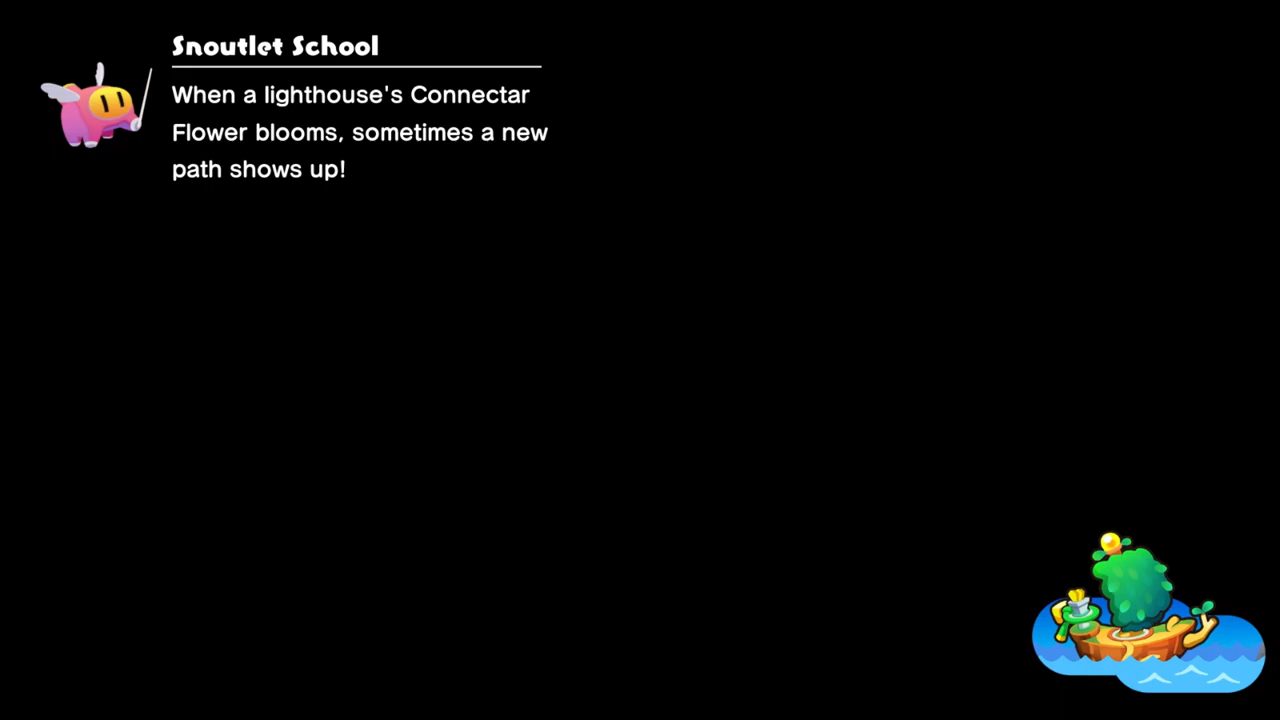 Snoutlet School
When a lighthouse's Connectar
Flower blooms, sometimes a new
path shows up!